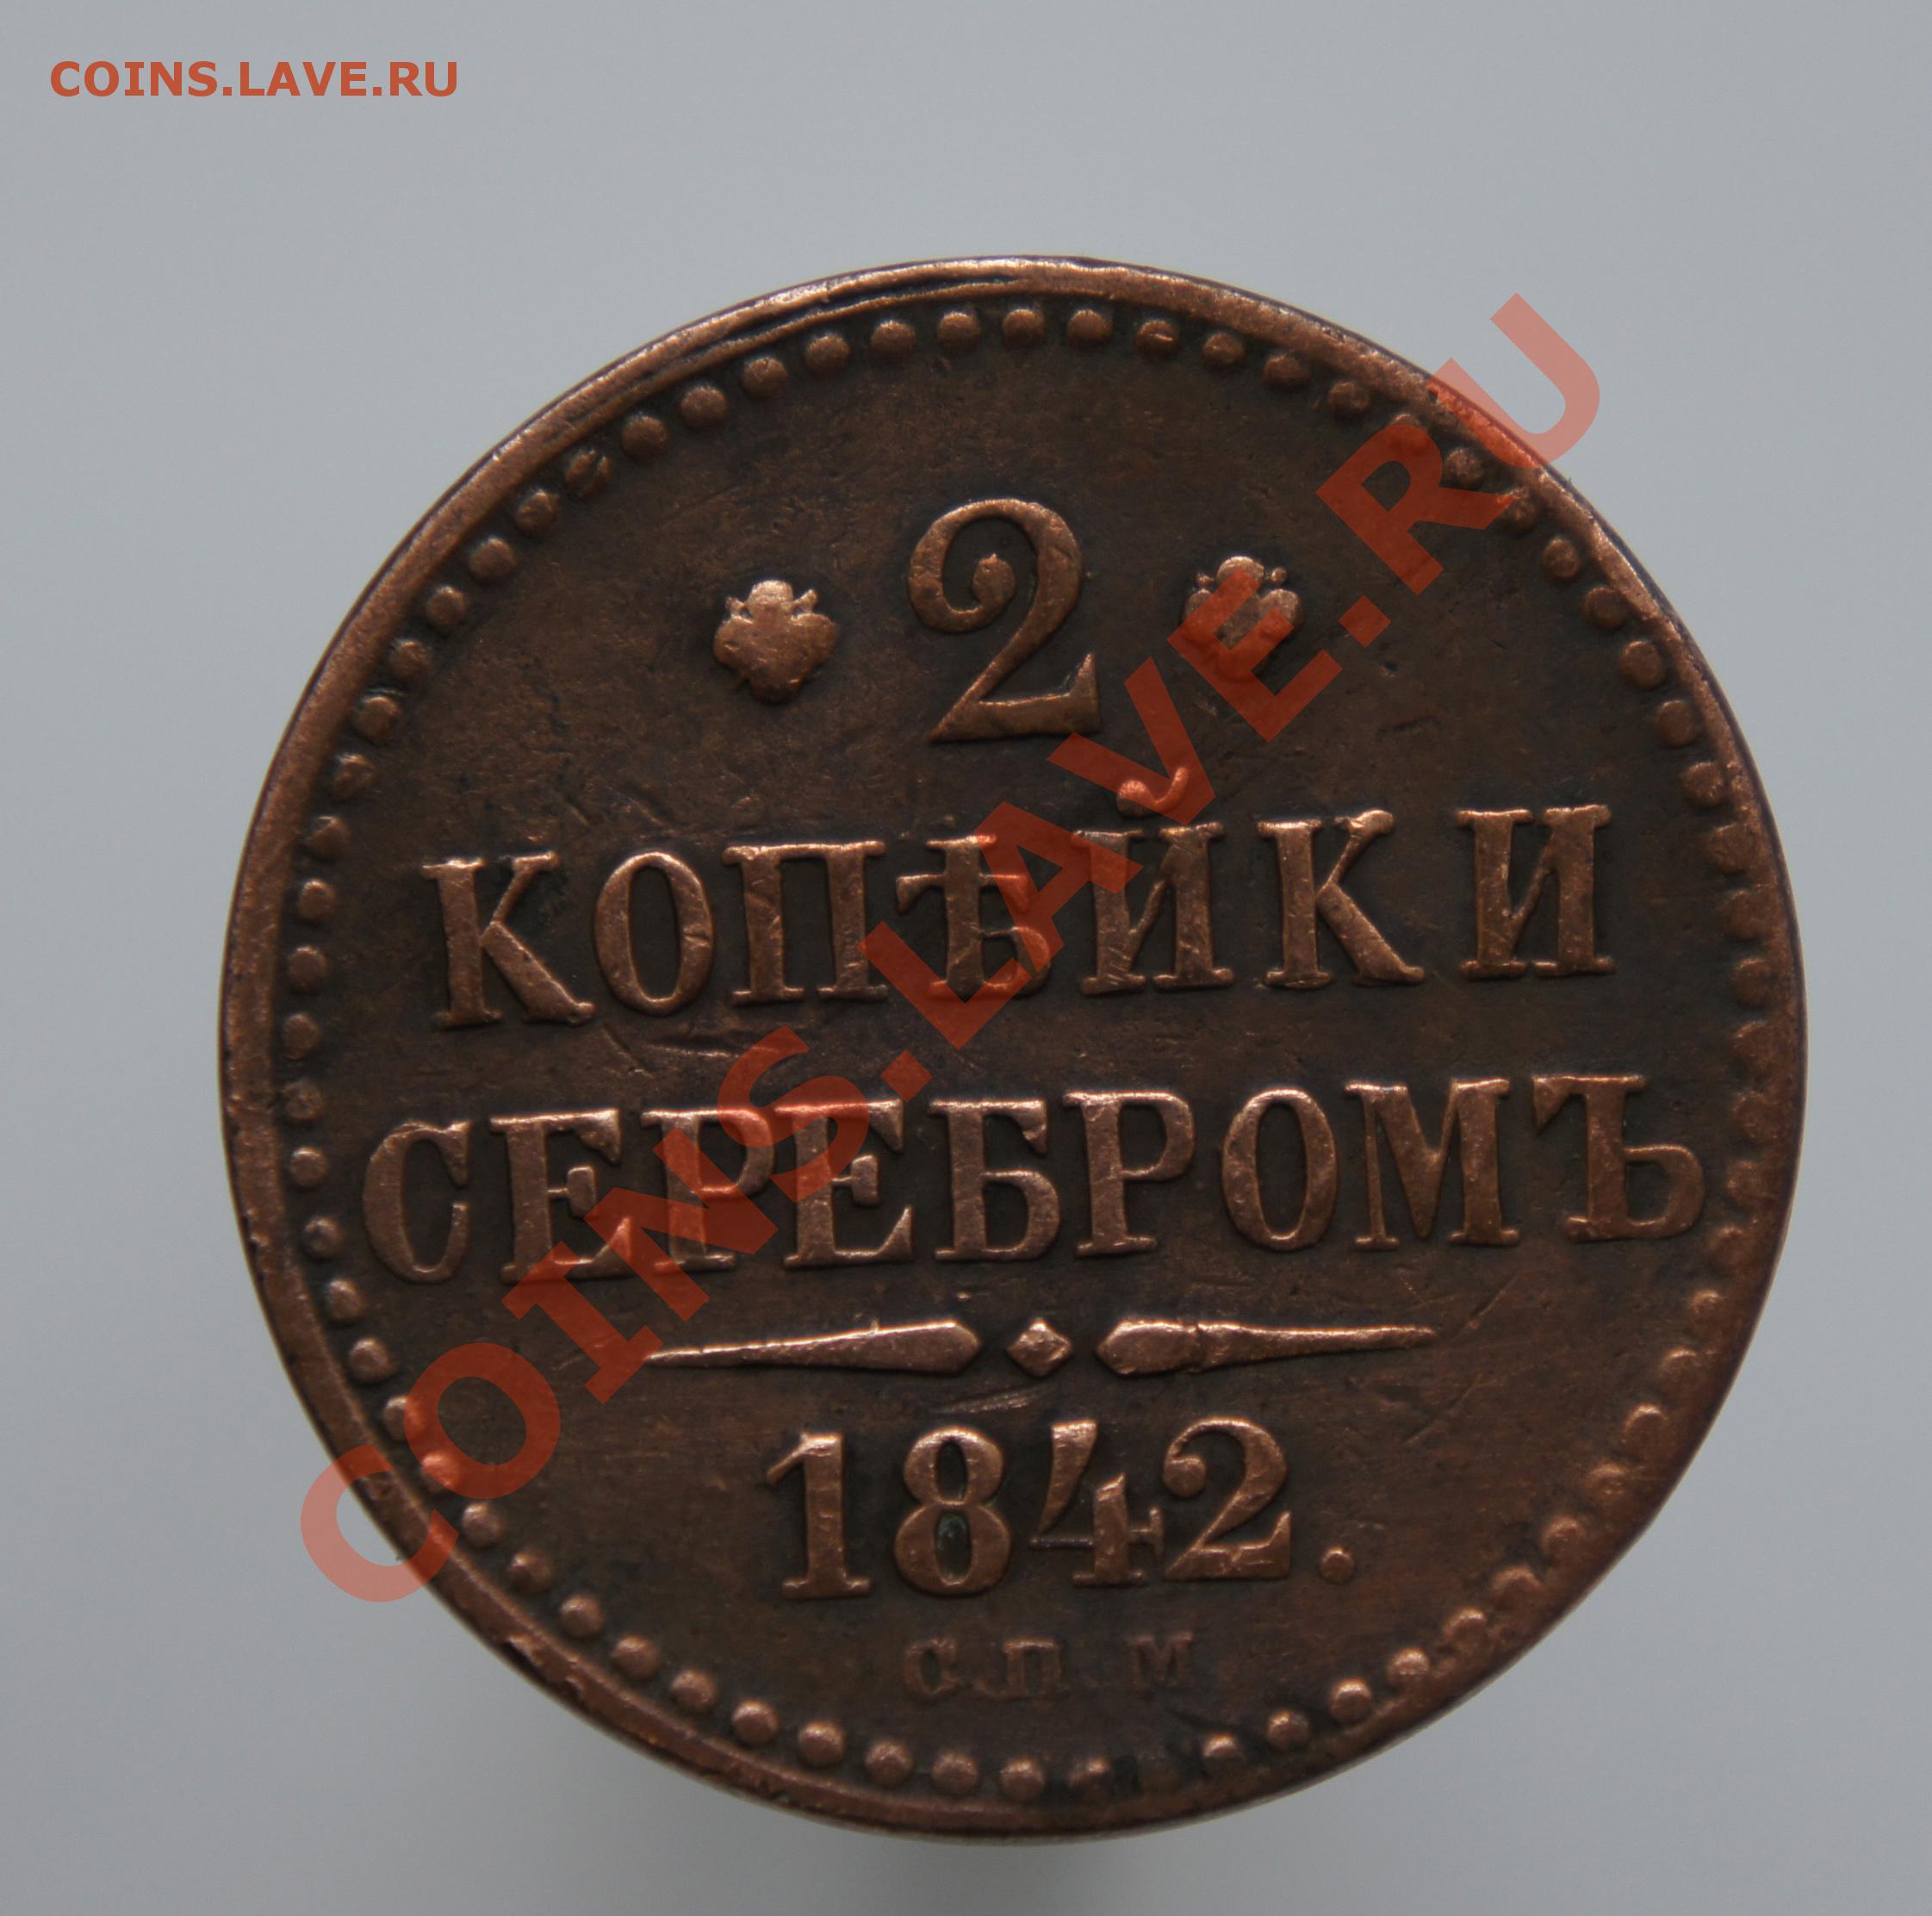 COINS.LAVE.RU
2
КОПѢЙКИ
СЕРЕБРОМЪ
1842.
С.П.М
COINS.LAVE.RU